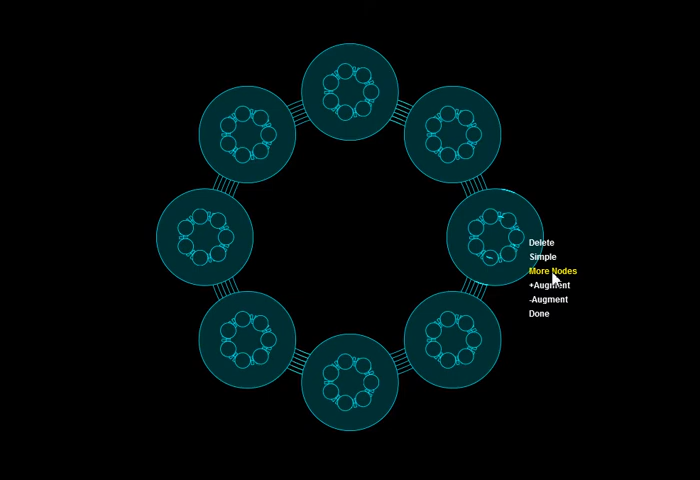 Delete
Simple
More Nodes
+Augment
-Augment
Done